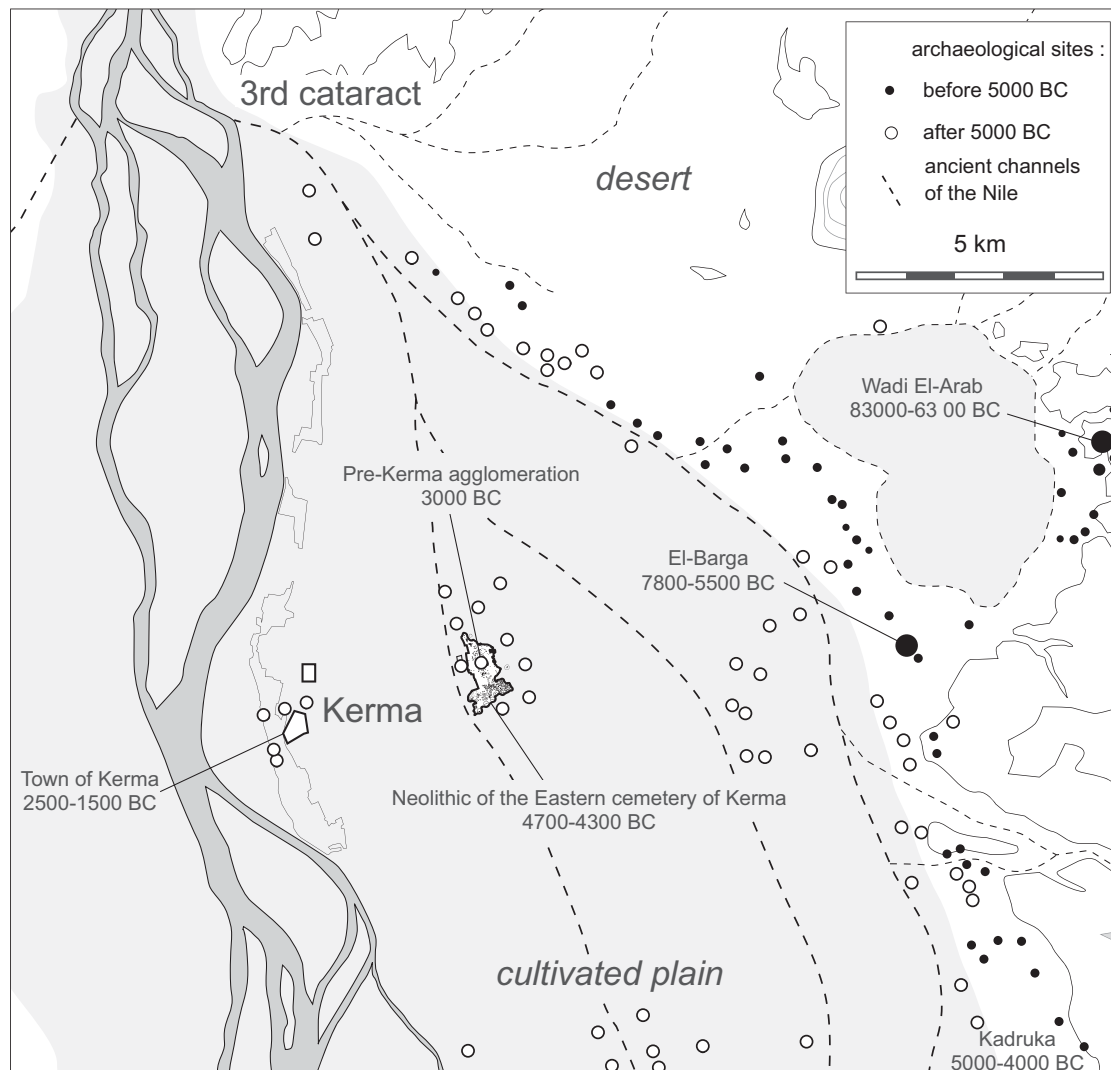 3rd cataract
desert
archaeological sites :
before 5000 BC
after 5000 BC
ancient channels
of the Nile
5 km
Wadi El-Arab
83000-63 00 BC
Pre-Kerma agglomeration
3000 BC
El-Barga
7800-5500 BC
Kerma
Town of Kerma
2500-1500 BC
Neolithic of the Eastern cemetery of Kerma
4700-4300 BC
cultivated plain
Kadruka
5000-4000 BC